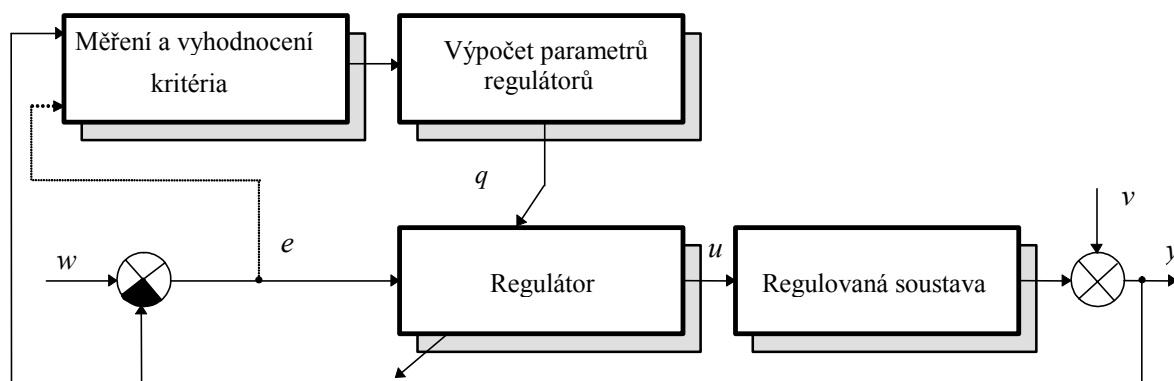 Měření a vyhodnocení
kritéria
Výpočet parametrů
regulátorů
q
v
w
e
u
y
Regulátor
Regulovaná soustava